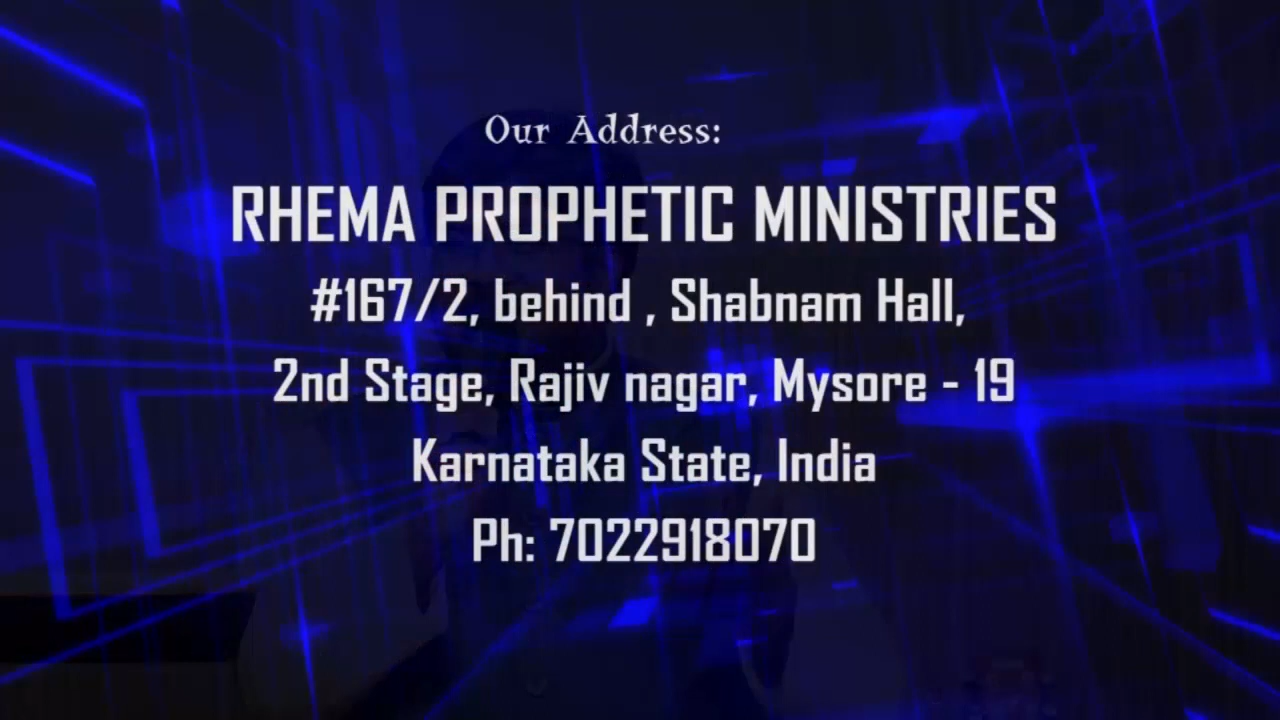 Our Address:
RHEMA PROPHETIC MINISTRIES
#167/2, behind , Shabnam Hall,
2nd Stage, Rajiv nagar, Mysore - 19
Karnataka State, India
Ph: 7022918070